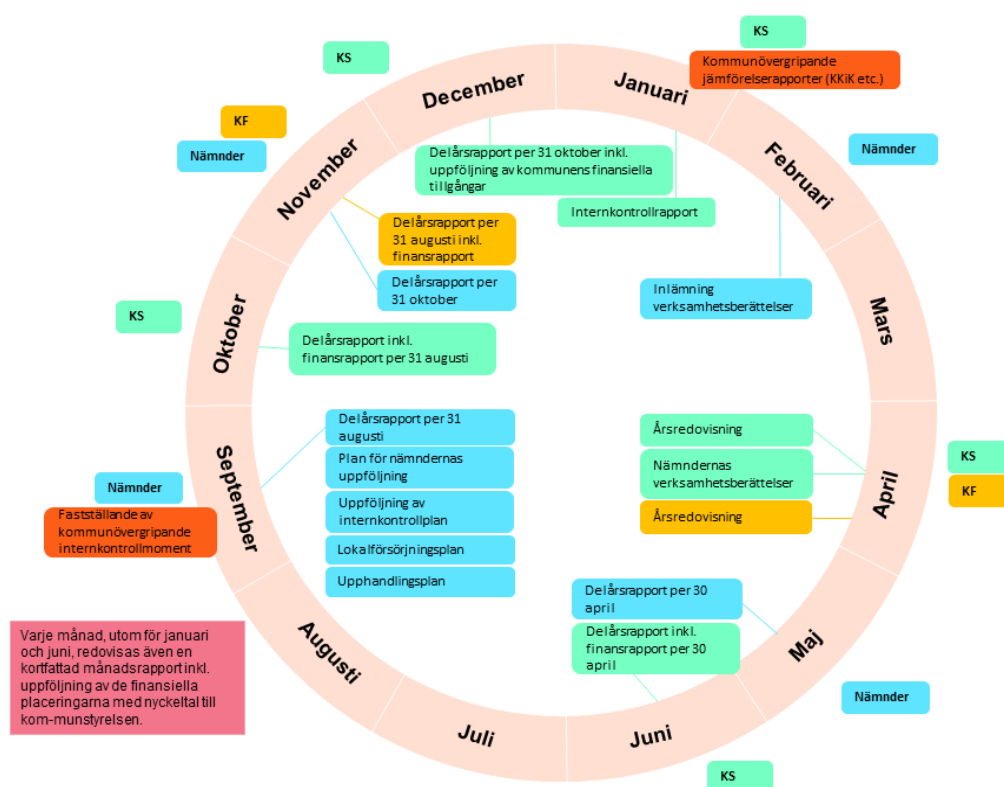 KS
Kommunövergripande
jämförelserapporter (KKiK etc.)
Januari
Februari
Nämnder
Mars
April
KS
KF
Maj
Nämnder
Juni
KS
Juli
Augusti
September
Nämnder
Fastställande av
kommunövergripande
internkontrollmoment
Oktober
KS
November
KF
Nämnder
December
KS
Delårsrapport per 31 oktober inkl.
uppföljning av kommunens finansiella
tillgångar
Internkontrollrapport
Delårsrapport per
31 augusti inkl.
finansrapport
Delårsrapport per
31 oktober
Inlämning
verksamhetsberättelser
Delårsrapport inkl.
finansrapport per 31 augusti
Delårsrapport per 31
augusti
Plan för nämndernas
uppföljning
Uppföljning av
internkontrollplan
Lokalförsörjningsplan
Upphandlingsplan
Årsredovisning
Nämndernas
verksamhetsberättelser
Årsredovisning
Delårsrapport per 30
april
Delårsrapport inkl.
finansrapport per 30
april
Varje månad, utom för januari
och juni, redovisas även en
kortfattad månadsrapport inkl.
uppföljning av de finansiella
placeringarna med nyckeltal till
kom-munstyrelsen.